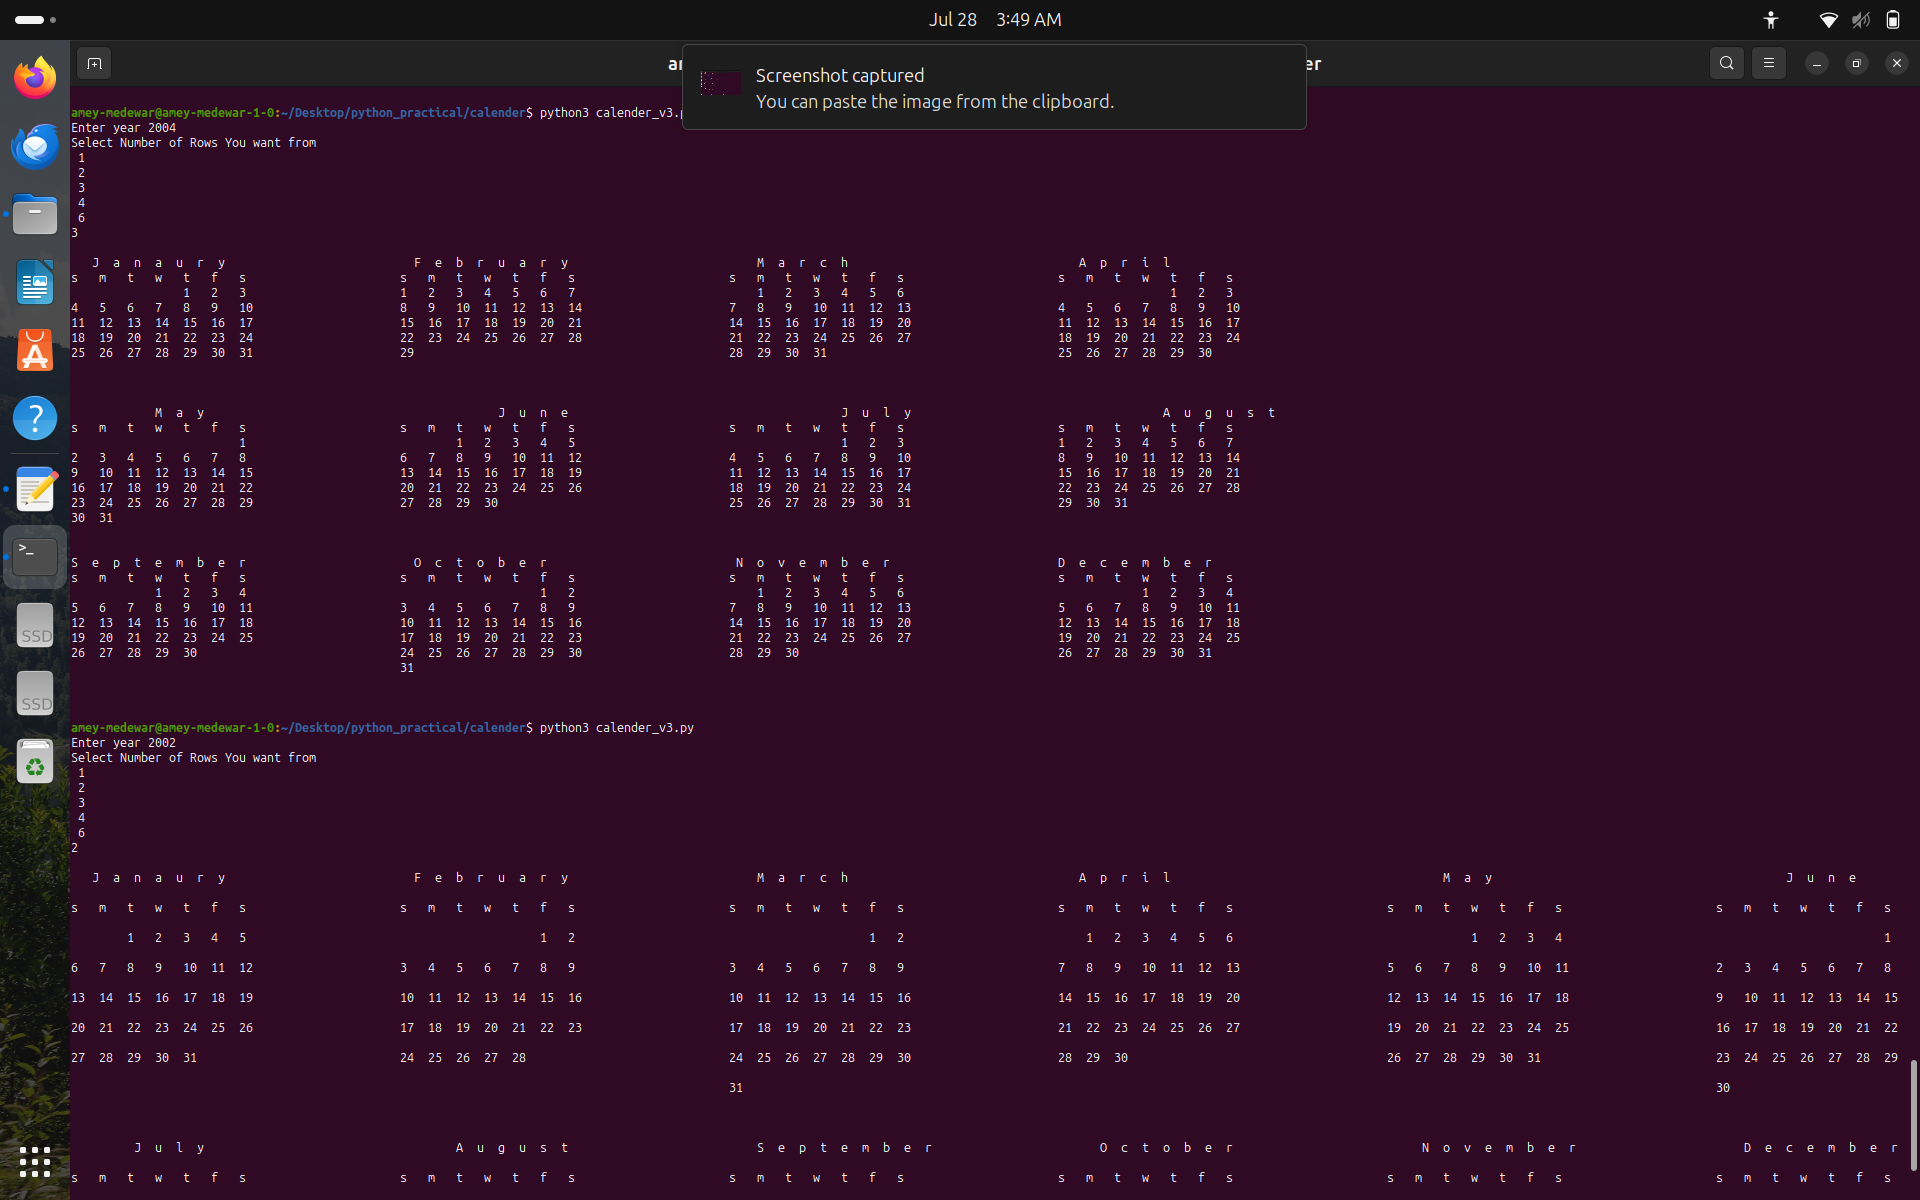 Jul 28 3:49 AM
ar er
Screenshot captured
You can paste the image from the clipboard.
amey-medewar@amey-medewar-1-0:~/Desktop/python_practical/calender$ python3 calender_v3.p
Enter year 2004
Select Number of Rows You want from
1
2
3
4
6
3
J a n a u r y F e b r u a r y M a r c h A p r i l
s m t w t f s s m t w t f s s m t w t f s s m t w t f s
1 2 3 1 2 3 4 5 6 7 1 2 3 4 5 6 1 2 3
4 5 6 7 8 9 10 8 9 10 11 12 13 14 7 8 9 10 11 12 13 4 5 6 7 8 9 10
11 12 13 14 15 16 17 15 16 17 18 19 20 21 14 15 16 17 18 19 20 11 12 13 14 15 16 17
18 19 20 21 22 23 24 22 23 24 25 26 27 28 21 22 23 24 25 26 27 18 19 20 21 22 23 24
25 26 27 28 29 30 31 29 28 29 30 31 25 26 27 28 29 30
M a y J u n e J u l y A u g u s t
s m t w t f s s m t w t f s s m t w t f s s m t w t f s
1 1 2 3 4 5 1 2 3 1 2 3 4 5 6 7
2 3 4 5 6 7 8 6 7 8 9 10 11 12 4 5 6 7 8 9 10 8 9 10 11 12 13 14
9 10 11 12 13 14 15 13 14 15 16 17 18 19 11 12 13 14 15 16 17 15 16 17 18 19 20 21
16 17 18 19 20 21 22 20 21 22 23 24 25 26 18 19 20 21 22 23 24 22 23 24 25 26 27 28
23 24 25 26 27 28 29 27 28 29 30 25 26 27 28 29 30 31 29 30 31
30 31
S e p t e m b e r O c t o b e r N o v e m b e r D e c e m b e r
s m t w t f s s m t w t f s s m t w t f s s m t w t f s
1 2 3 4 1 2 1 2 3 4 5 6 1 2 3 4
5 6 7 8 9 10 11 3 4 5 6 7 8 9 7 8 9 10 11 12 13 5 6 7 8 9 10 11
12 13 14 15 16 17 18 10 11 12 13 14 15 16 14 15 16 17 18 19 20 12 13 14 15 16 17 18
19 20 21 22 23 24 25 17 18 19 20 21 22 23 21 22 23 24 25 26 27 19 20 21 22 23 24 25
26 27 28 29 30 24 25 26 27 28 29 30 28 29 30 26 27 28 29 30 31
31
amey-medewar@amey-medewar-1-0:~/Desktop/python_practical/calender$ python3 calender_v3.py
Enter year 2002
Select Number of Rows You want from
1
2
3
4
6
2
J a n a u r y F e b r u a r y M a r c h A p r i l M a y J u n e
s m t w t f s s m t w t f s s m t w t f s s m t w t f s s m t w t f s s m t w t f s
1 2 3 4 5 1 2 1 2 1 2 3 4 5 6 1 2 3 4 1
6 7 8 9 10 11 12 3 4 5 6 7 8 9 3 4 5 6 7 8 9 7 8 9 10 11 12 13 5 6 7 8 9 10 11 2 3 4 5 6 7 8
13 14 15 16 17 18 19 10 11 12 13 14 15 16 10 11 12 13 14 15 16 14 15 16 17 18 19 20 12 13 14 15 16 17 18 9 10 11 12 13 14 15
20 21 22 23 24 25 26 17 18 19 20 21 22 23 17 18 19 20 21 22 23 21 22 23 24 25 26 27 19 20 21 22 23 24 25 16 17 18 19 20 21 22
27 28 29 30 31 24 25 26 27 28 24 25 26 27 28 29 30 28 29 30 26 27 28 29 30 31 23 24 25 26 27 28 29
31 30
J u l y A u g u s t S e p t e m b e r O c t o b e r N o v e m b e r D e c e m b e r
s m t w t f s s m t w t f s s m t w t f s s m t w t f s s m t w t f s s m t w t f s
SSD
SSD